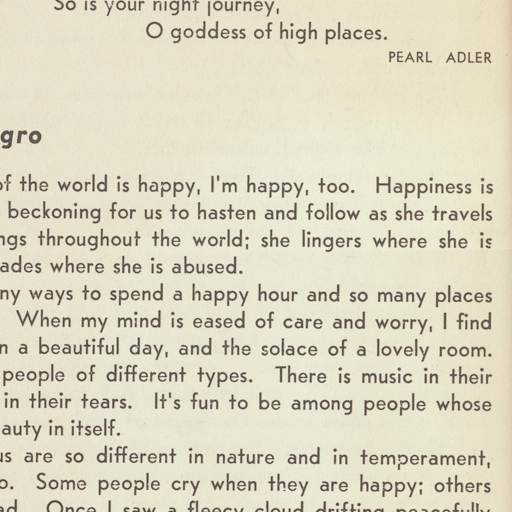 So is your night journey,
O goddess of high places.
PEARL ADLER
gro
of the world is happy, I'm happy, too. Happiness is
beckoning for us to hasten and follow as she travels
ngs throughout the world; she lingers where she is
ades where she is abused.
ny ways to spend a happy hour and so many places
When my mind is eased of care and worry, I find
n a beautiful day, and the solace of a lovely room.
people of different types. There is music in their
in their tears. It's fun to be among people whose
auty in itself.
us are so different in nature and in temperament,
o. Some people cry when they are happy; others
ad. Once I saw a fleecy cloud drifting peacefully